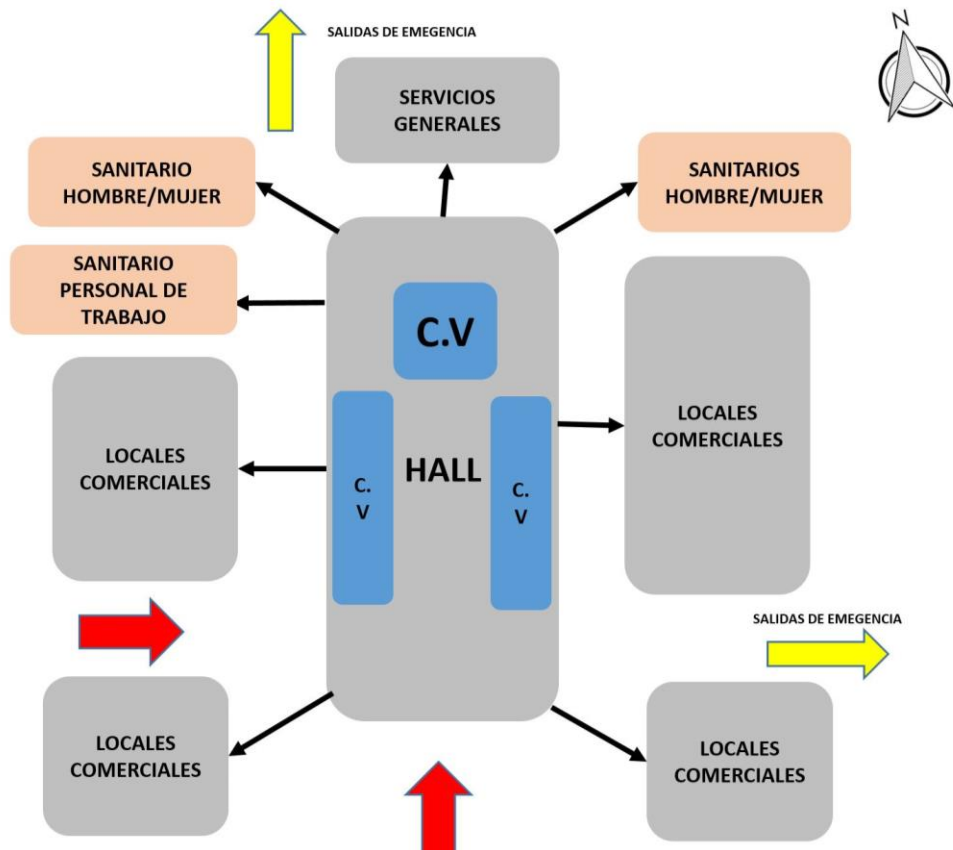 SALIDAS DE EMEGENCIA
N
SERVICIOS
GENERALES
SANITARIO
HOMBRE/MUJER
SANITARIOS
HOMBRE/MUJER
SANITARIO
PERSONAL DE
TRABAJO
C.V
LOCALES
COMERCIALES
LOCALES
COMERCIALES
HALL
C.
V
C.
V
SALIDAS DE EMEGENCIA
LOCALES
COMERCIALES
LOCALES
COMERCIALES